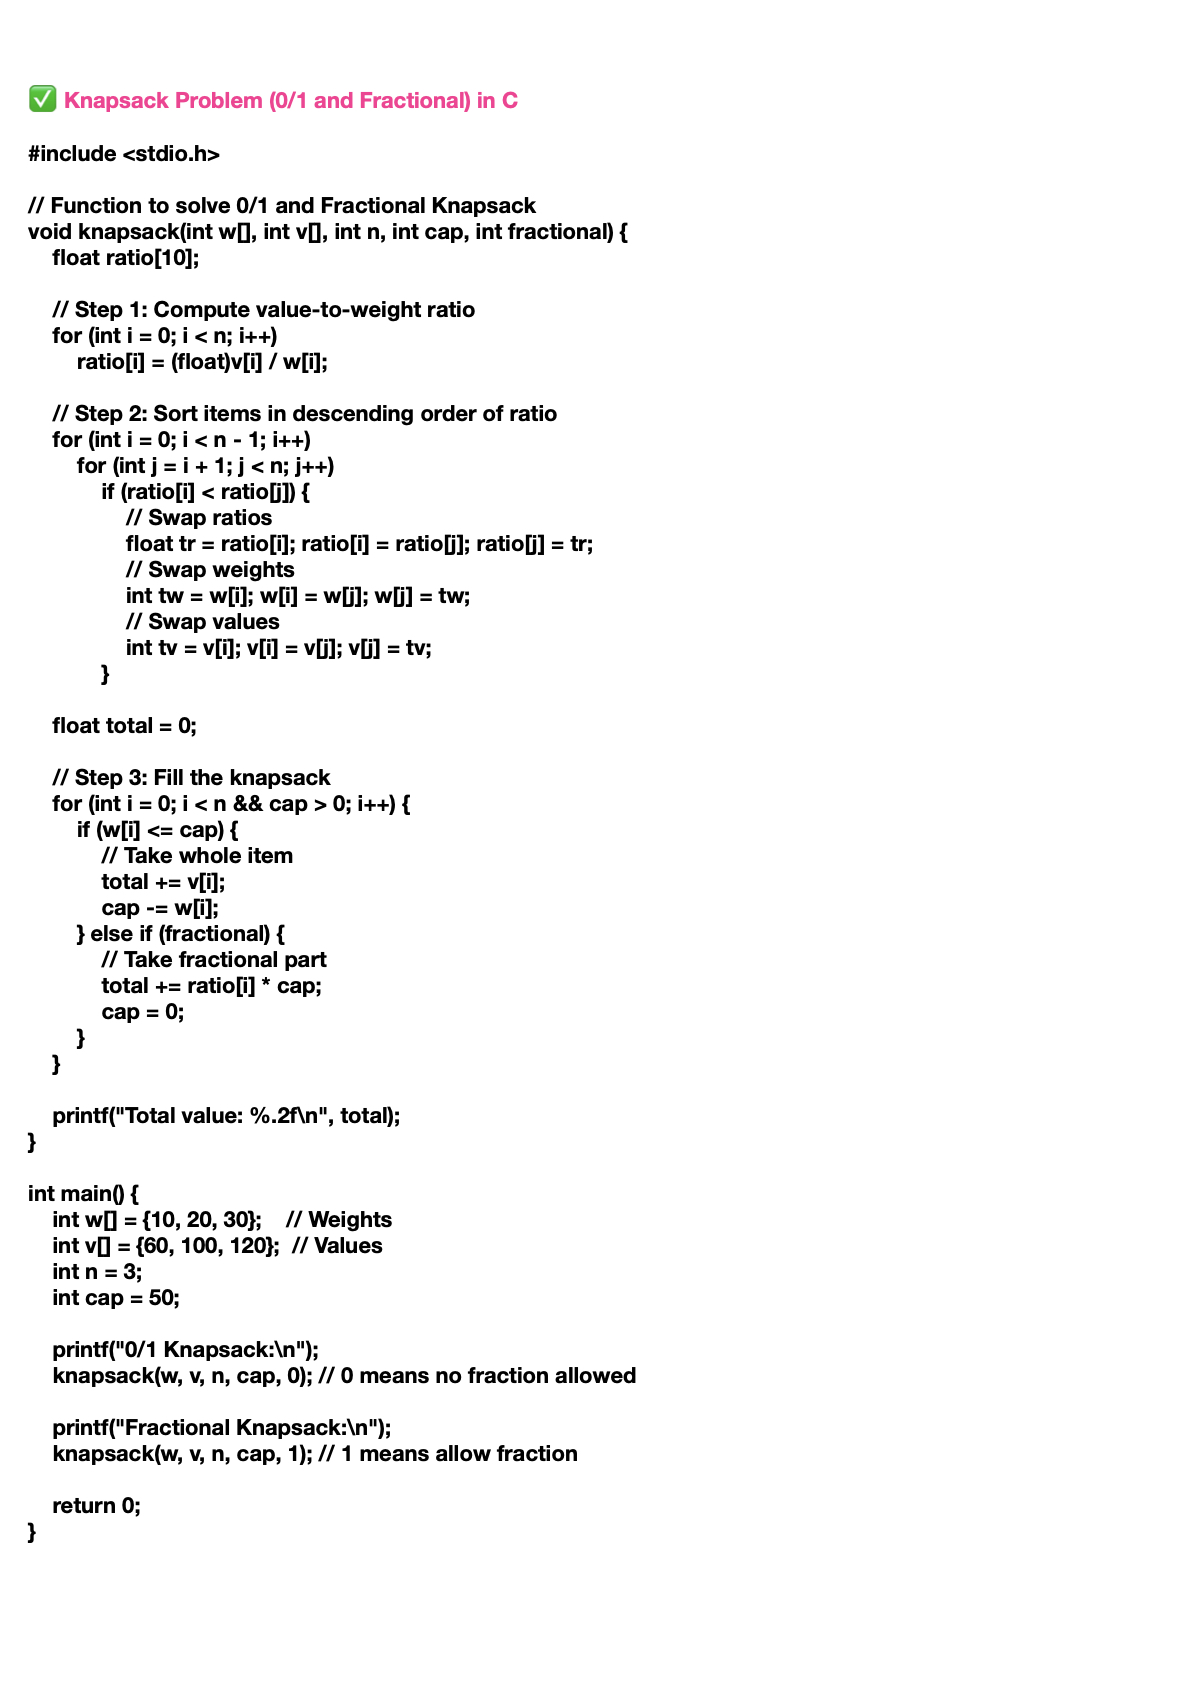 ✅ Knapsack Problem (0/1 and Fractional) in C
#include <stdio.h>
// Function to solve 0/1 and Fractional Knapsack
void knapsack(int w[], int v[], int n, int cap, int fractional) {
    float ratio[10];
    // Step 1: Compute value-to-weight ratio
    for (int i = 0; i < n; i++)
        ratio[i] = (float)v[i] / w[i];
    // Step 2: Sort items in descending order of ratio
    for (int i = 0; i < n - 1; i++)
        for (int j = i + 1; j < n; j++)
            if (ratio[i] < ratio[j]) {
                // Swap ratios
                float tr = ratio[i]; ratio[i] = ratio[j]; ratio[j] = tr;
                // Swap weights
                int tw = w[i]; w[i] = w[j]; w[j] = tw;
                // Swap values
                int tv = v[i]; v[i] = v[j]; v[j] = tv;
            }
    float total = 0;
    // Step 3: Fill the knapsack
    for (int i = 0; i < n && cap > 0; i++) {
        if (w[i] <= cap) {
            // Take whole item
            total += v[i];
            cap -= w[i];
        } else if (fractional) {
            // Take fractional part
            total += ratio[i] * cap;
            cap = 0;
        }
    }
    printf("Total value: %.2f\n", total);
}
int main() {
    int w[] = {10, 20, 30};    // Weights
    int v[] = {60, 100, 120};  // Values
    int n = 3;
    int cap = 50;
    printf("0/1 Knapsack:\n");
    knapsack(w, v, n, cap, 0); // 0 means no fraction allowed
    printf("Fractional Knapsack:\n");
    knapsack(w, v, n, cap, 1); // 1 means allow fraction
    return 0;
}